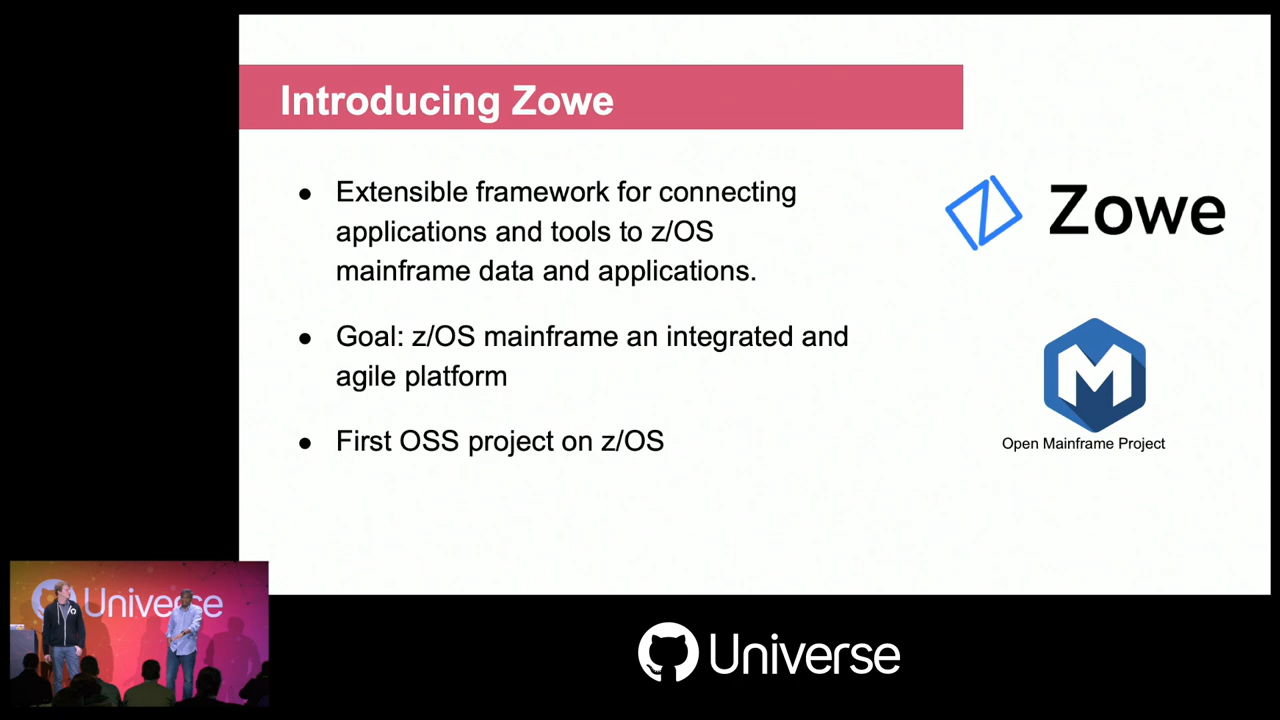 Introducing Zowe
● Extensible framework for connecting
applications and tools to z/OS
mainframe data and applications.
● Goal: z/OS mainframe an integrated and
agile platform
● First OSS project on z/OS
Zowe
M
Open Mainframe Project
Universe
Universe